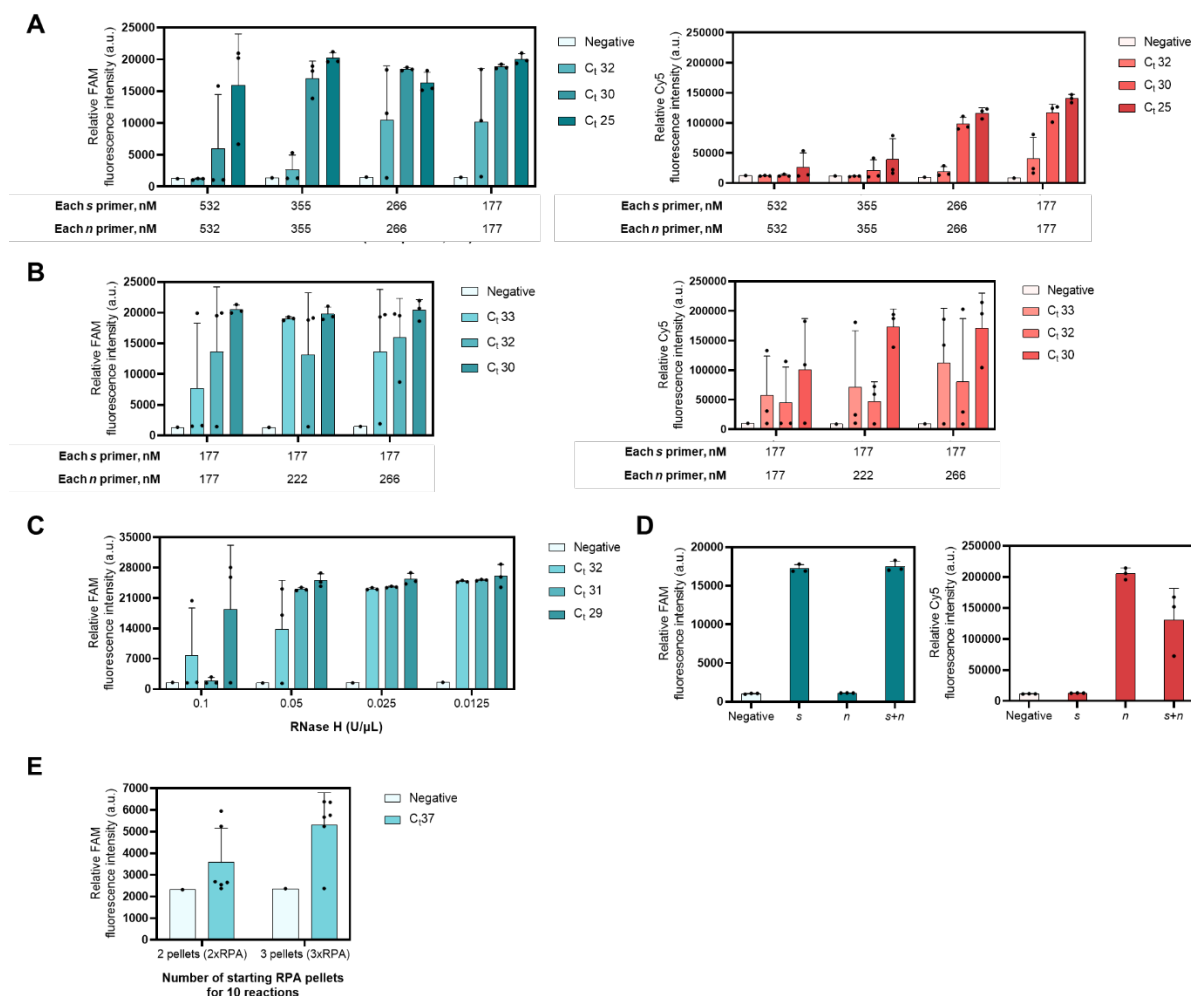 A
Relative FAM
fluorescence intensity (a.u.)
25000
20000
15000
10000
5000
0
Negative
Ct 32
Ct 30
Ct 25
Each s primer, nM 532 355 266 177
Each n primer, nM 532 355 266 177
Relative Cy5
fluorescence intensity (a.u.)
250000
200000
150000
100000
50000
0
Negative
Ct 32
Ct 30
Ct 25
Each s primer, nM 532 355 266 177
Each n primer, nM 532 355 266 177
B
Relative FAM
fluorescence intensity (a.u.)
25000
20000
15000
10000
5000
0
Negative
Ct 33
Ct 32
Ct 30
Each s primer, nM 177 177 177
Each n primer, nM 177 222 266
Relative Cy5
fluorescence intensity (a.u.)
250000
200000
150000
100000
50000
0
Negative
Ct 33
Ct 32
Ct 30
Each s primer, nM 177 177 177
Each n primer, nM 177 222 266
C
Relative FAM
fluorescence intensity (a.u.)
35000
28000
21000
14000
7000
0
0.1 0.05 0.025 0.0125
RNase H (U/µL)
Negative
Ct 32
Ct 31
Ct 29
D
Relative FAM
fluorescence intensity (a.u.)
20000
15000
10000
5000
0
Negative s n s+n
Relative Cy5
fluorescence intensity (a.u.)
250000
200000
150000
100000
50000
0
Negative s n s+n
E
Relative FAM
fluorescence intensity (a.u.)
7000
6000
5000
4000
3000
2000
1000
0
2 pellets (2xRPA) 3 pellets (3xRPA)
Number of starting RPA pellets
for 10 reactions
Negative
Ct37